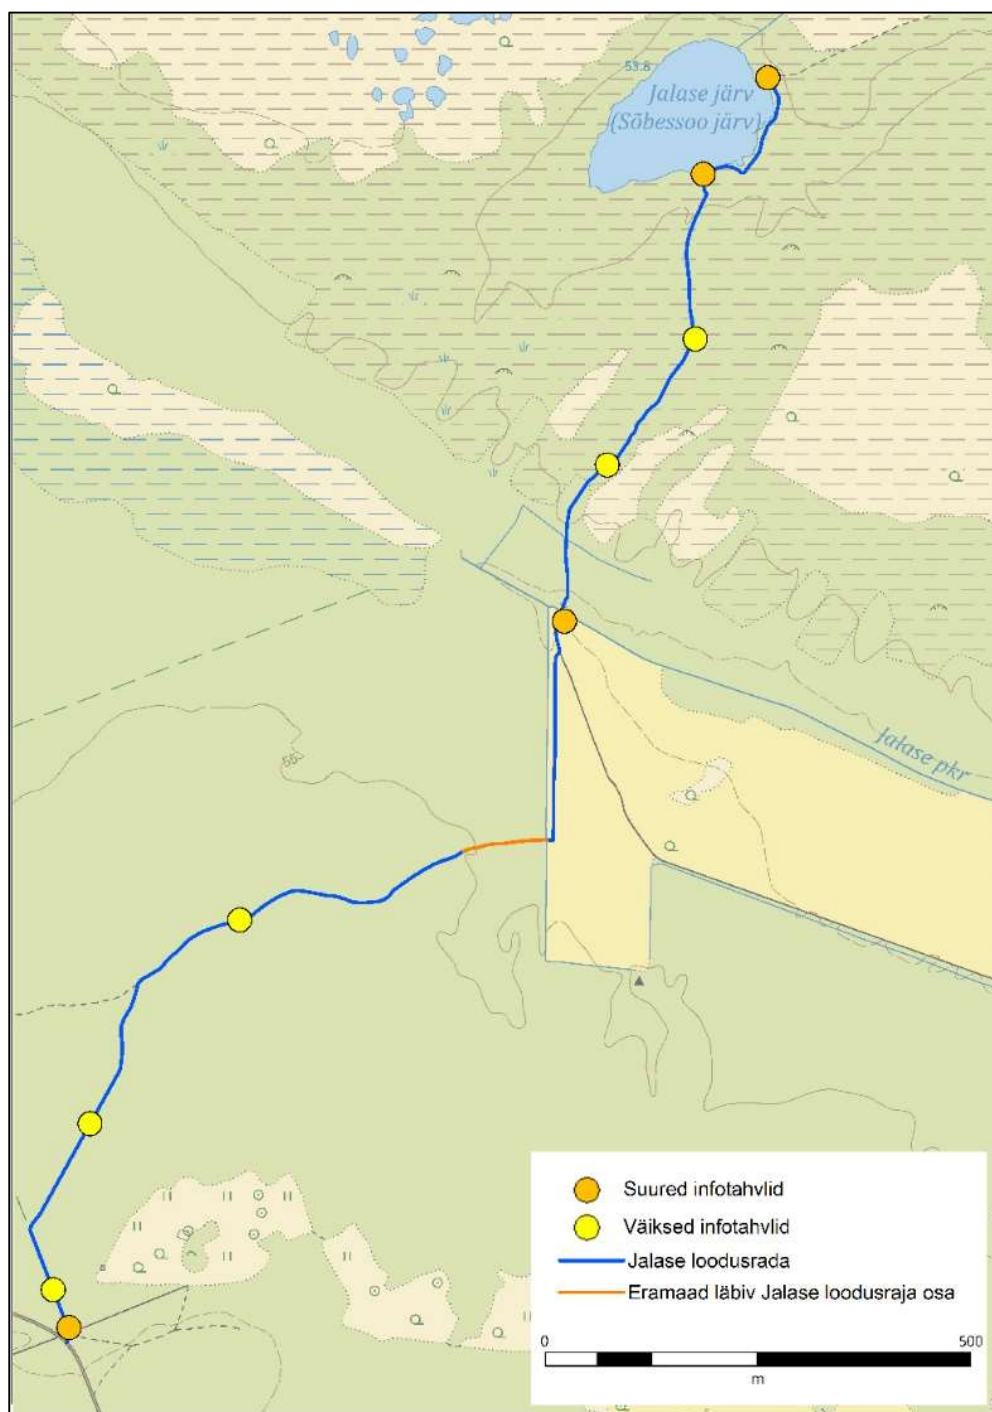 53.8
Jalase järv
(Sõbessoo järv)
Jalase pkr
Suured infotahvlid
Väiksed infotahvlid
Jalase loodusrada
Eramaad läbiv Jalase loodusraja osa
0 500
m